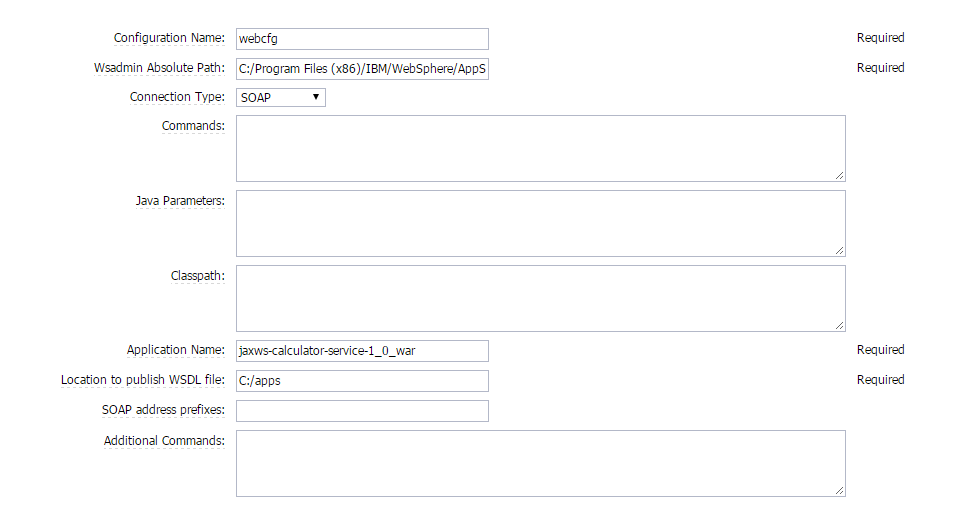 Configuration Name: webcfg Required
Wsadmin Absolute Path: C:/Program Files (x86)/IBM/WebSphere/AppS Required
Connection Type: SOAP
Commands:
Java Parameters:
Classpath:
Application Name: jaxws-calculator-service-1_0_war Required
Location to publish WSDL file: C:/apps Required
SOAP address prefixes:
Additional Commands: